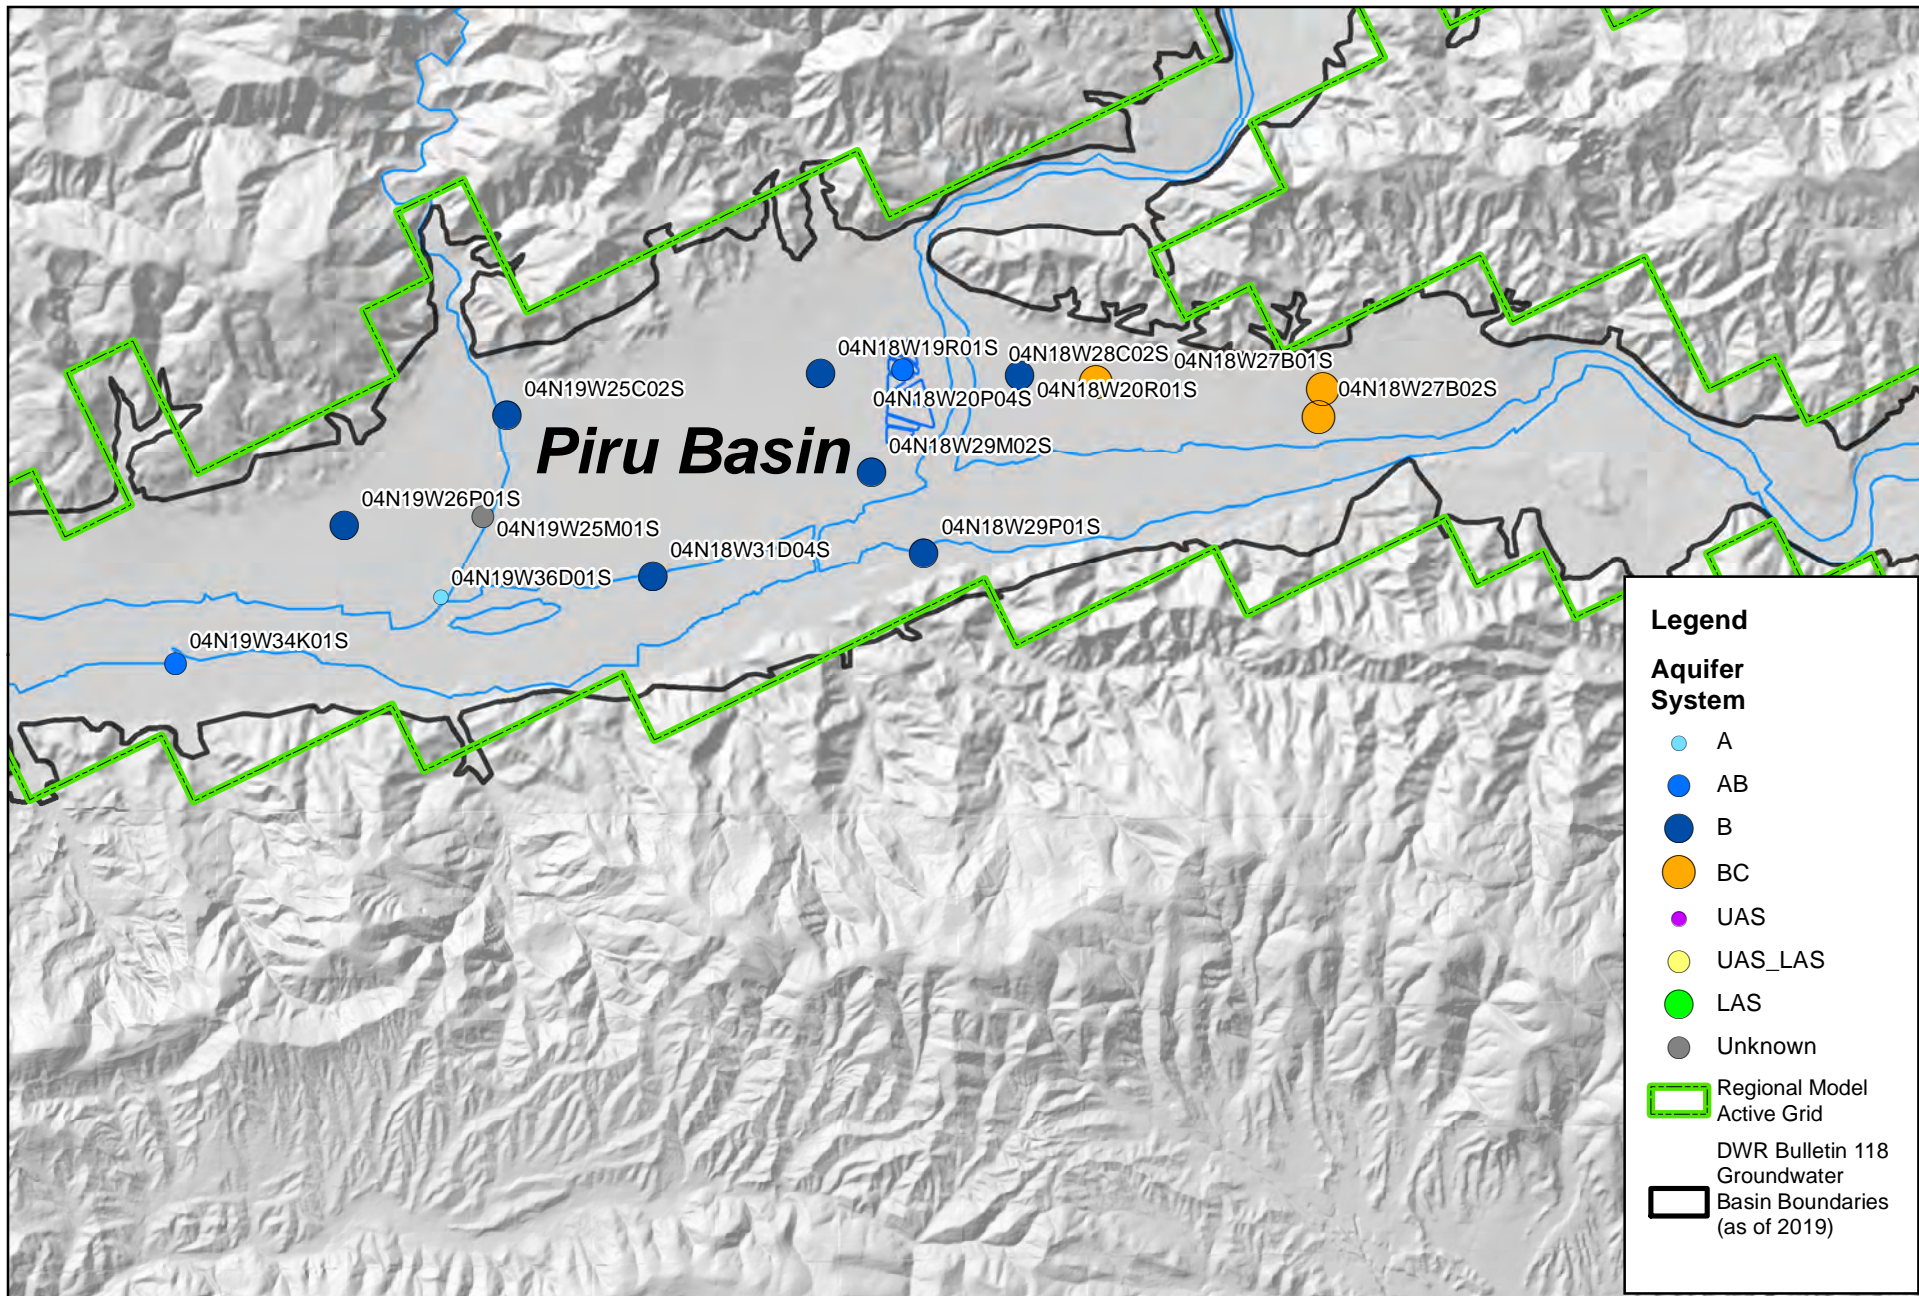 04N18W19R01S
04N18W28C02S
04N18W27B01S
04N19W25C02S
04N18W20P04S
04N18W20R01S
04N18W27B02S
Piru Basin
04N18W29M02S
04N19W26P01S
04N19W25M01S
04N18W29P01S
04N18W31D04S
04N19W36D01S
04N19W34K01S
Legend
Aquifer
System
A
AB
B
BC
UAS
UAS_LAS
LAS
Unknown
Regional Model
Active Grid
DWR Bulletin 118
Groundwater
Basin Boundaries
(as of 2019)